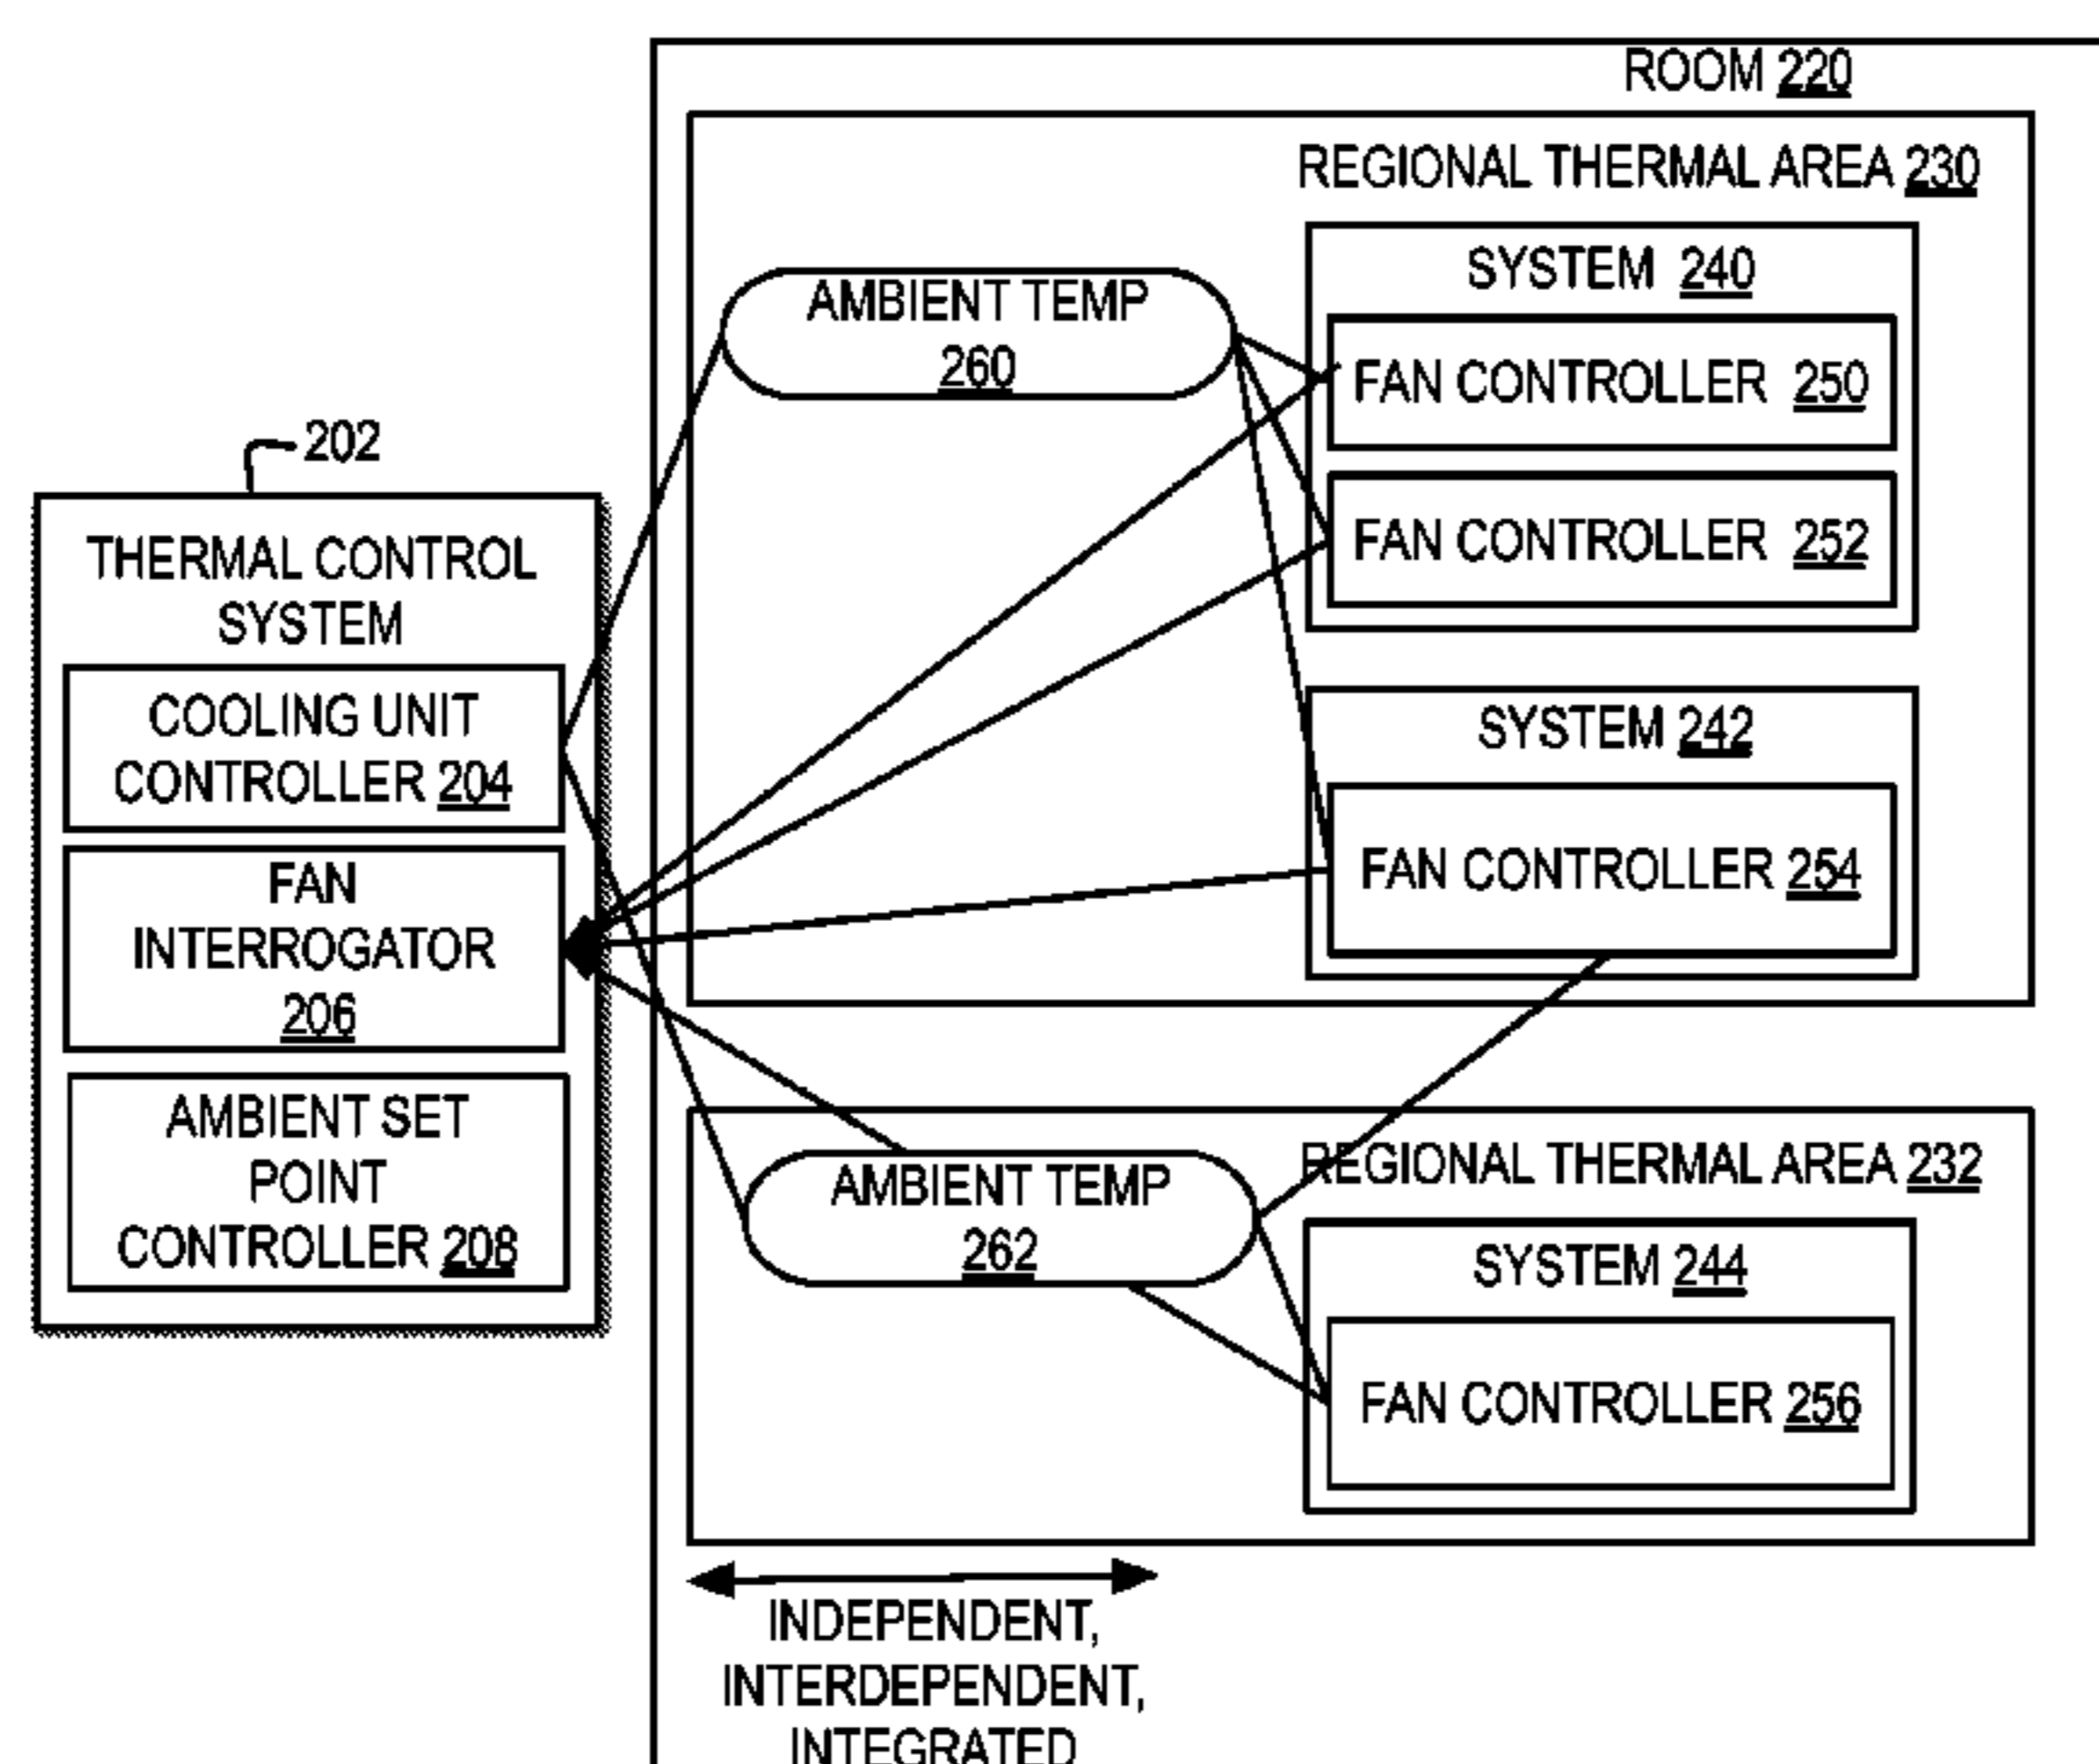 ROOM 220
REGIONAL THERMAL AREA 230
SYSTEM 240
AMBIENT TEMP
260
FAN CONTROLLER 250
202
FAN CONTROLLER 252
THERMAL CONTROL
SYSTEM
COOLING UNIT
CONTROLLER 204
SYSTEM 242
FAN CONTROLLER 254
FAN
INTERROGATOR
206
AMBIENT SET
POINT
CONTROLLER 208
REGIONAL THERMAL AREA 232
AMBIENT TEMP
262
SYSTEM 244
FAN CONTROLLER 256
INDEPENDENT,
INTERDEPENDENT,
INTEGRATED